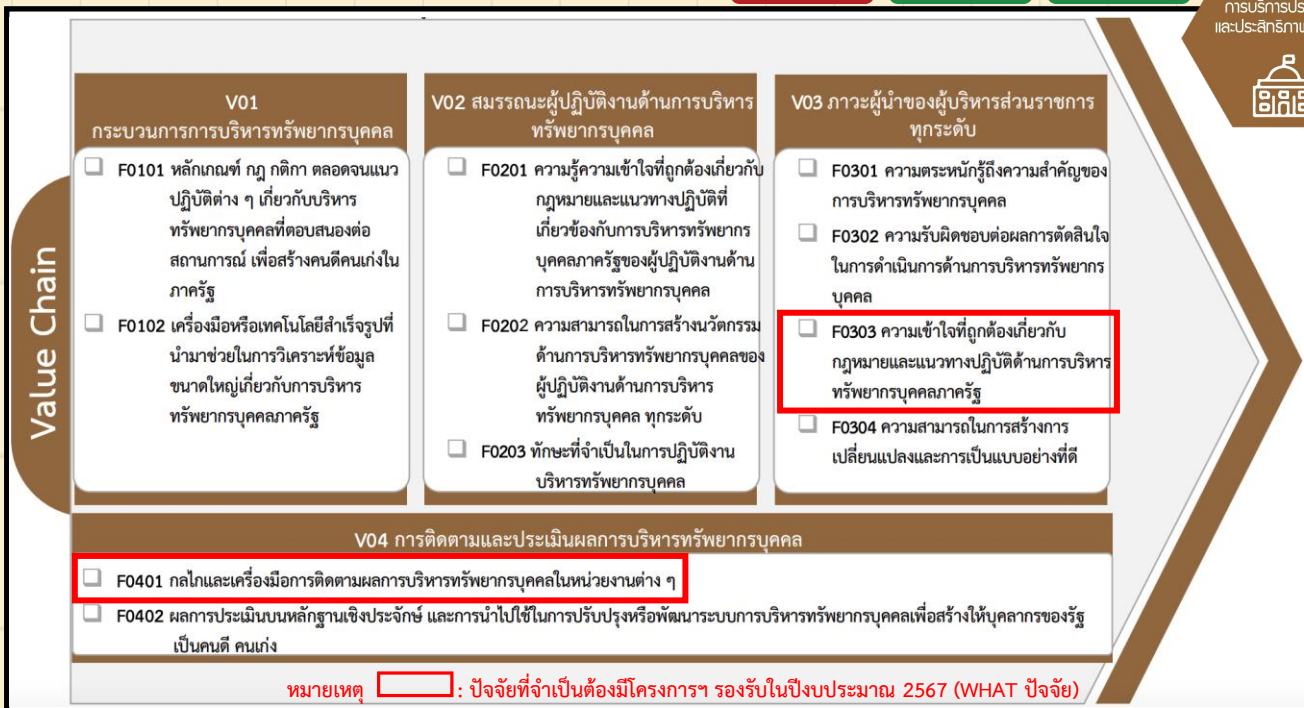 การบริการประ
และประสิทธิภาพ
Value Chain
V01
กระบวนการการบริหารทรัพยากรบุคคล
F0101 หลักเกณฑ์ กฎ กติกา ตลอดจนแนว
ปฏิบัติต่าง ๆ เกี่ยวกับบริหาร
ทรัพยากรบุคคลที่ตอบสนองต่อ
สถานการณ์ เพื่อสร้างคนดีคนเก่งใน
ภาครัฐ
F0102 เครื่องมือหรือเทคโนโลยีสำเร็จรูปที่
นำมาช่วยในการวิเคราะห์ข้อมูล
ขนาดใหญ่เกี่ยวกับการบริหาร
ทรัพยากรบุคคลภาครัฐ
V02 สมรรถนะผู้ปฏิบัติงานด้านการบริหาร
ทรัพยากรบุคคล
F0201 ความรู้ความเข้าใจที่ถูกต้องเกี่ยวกับ
กฎหมายและแนวทางปฏิบัติที่
เกี่ยวข้องกับการบริหารทรัพยากร
บุคคลภาครัฐของผู้ปฏิบัติงานด้าน
การบริหารทรัพยากรบุคคล
F0202 ความสามารถในการสร้างนวัตกรรม
ด้านการบริหารทรัพยากรบุคคลของ
ผู้ปฏิบัติงานด้านการบริหาร
ทรัพยากรบุคคล ทุกระดับ
F0203 ทักษะที่จำเป็นในการปฏิบัติงาน
บริหารทรัพยากรบุคคล
V03 ภาวะผู้นำของผู้บริหารส่วนราชการ
ทุกระดับ
F0301 ความตระหนักรู้ถึงความสำคัญของ
การบริหารทรัพยากรบุคคล
F0302 ความรับผิดชอบต่อผลการตัดสินใจ
ในการดำเนินการด้านการบริหารทรัพยากร
บุคคล
F0303 ความเข้าใจที่ถูกต้องเกี่ยวกับ
กฎหมายและแนวทางปฏิบัติด้านการบริหาร
ทรัพยากรบุคคลภาครัฐ
F0304 ความสามารถในการสร้างการ
เปลี่ยนแปลงและการเป็นแบบอย่างที่ดี
V04 การติดตามและประเมินผลการบริหารทรัพยากรบุคคล
F0401 กลไกและเครื่องมือการติดตามผลการบริหารทรัพยากรบุคคลในหน่วยงานต่าง ๆ
F0402 ผลการประเมินบนหลักฐานเชิงประจักษ์ และการนำไปใช้ในการปรับปรุงหรือพัฒนาระบบการบริหารทรัพยากรบุคคลเพื่อสร้างให้บุคลากรของรัฐ
เป็นคนดี คนเก่ง
หมายเหตุ : ปัจจัยที่จำเป็นต้องมีโครงการฯ รองรับในปีงบประมาณ 2567 (WHAT ปัจจัย)